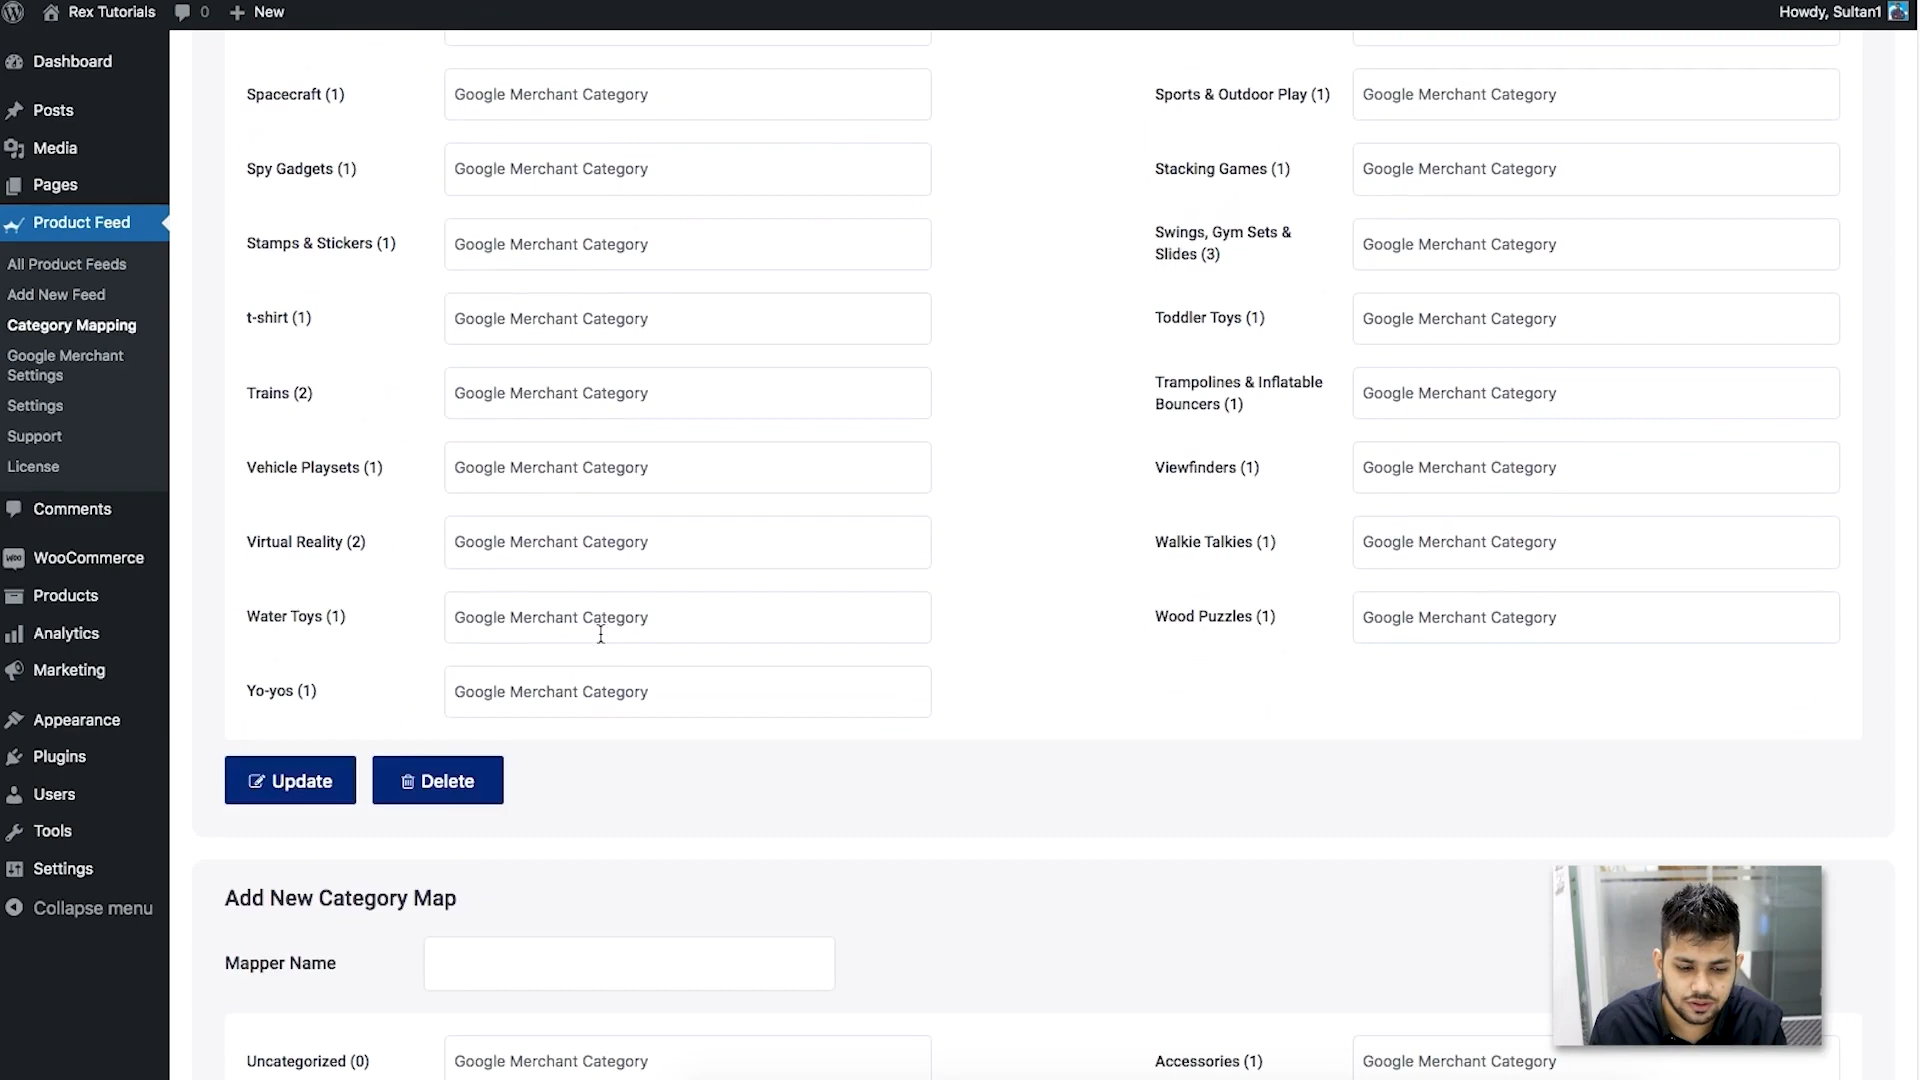 Rex Tutorials
0
New
Howdy, Sultan1
Dashboard
Posts
Media
Pages
Product Feed
All Product Feeds
Add New Feed
Category Mapping
Google Merchant
Settings
Settings
Support
License
Comments
WooCommerce
Products
Analytics
Marketing
Appearance
Plugins
Users
Tools
Settings
Collapse menu
Spacecraft (1)
Google Merchant Category
Sports & Outdoor Play (1)
Google Merchant Category
Spy Gadgets (1)
Google Merchant Category
Stacking Games (1)
Google Merchant Category
Stamps & Stickers (1)
Google Merchant Category
Swings, Gym Sets &
Slides (3)
Google Merchant Category
t-shirt (1)
Google Merchant Category
Toddler Toys (1)
Google Merchant Category
Trains (2)
Google Merchant Category
Trampolines & Inflatable
Bouncers (1)
Google Merchant Category
Vehicle Playsets (1)
Google Merchant Category
Viewfinders (1)
Google Merchant Category
Virtual Reality (2)
Google Merchant Category
Walkie Talkies (1)
Google Merchant Category
Water Toys (1)
Google Merchant Category
Wood Puzzles (1)
Google Merchant Category
Yo-yos (1)
Google Merchant Category
Update
Delete
Add New Category Map
Mapper Name
Uncategorized (0)
Google Merchant Category
Accessories (1)
Google Merchant Category